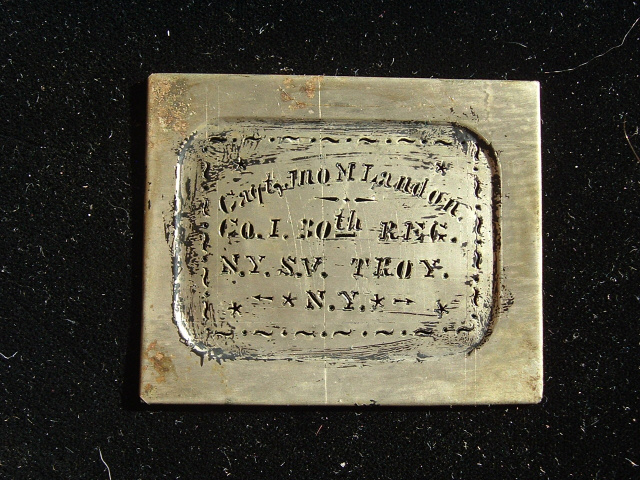 Capt. Jno M Landon
Co. I. 30th REG.
N.Y.S.V. TROY.
N.Y.